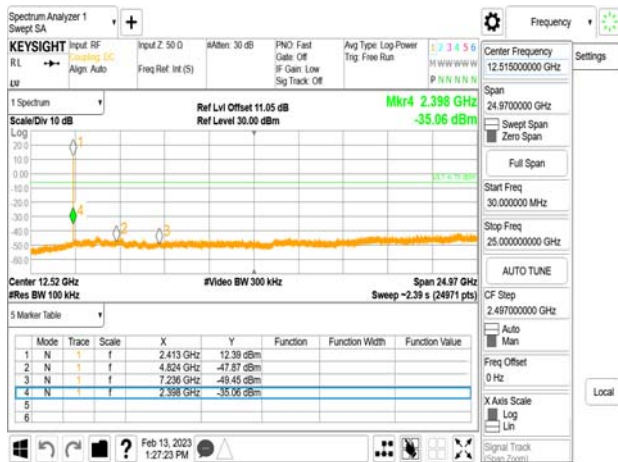 Spectrum Analyzer 1
Swept SA
Frequency
KEYSIGHT
Input: RF
Coupling: DC
Align: Auto
Input Z: 50 Ω
Freq Ref: Int (S)
#Atten: 30 dB
PNO: Fast
Gate: Off
IF Gain: Low
Sig Track: Off
Avg Type: Log-Power
Trig: Free Run
1 2 3 4 5 6
M W W W W W
P N N N N N
RL
LXI
1 Spectrum
Scale/Div 10 dB
Ref Lvl Offset 11.05 dB
Ref Level 30.00 dBm
Mkr4 2.398 GHz
-35.06 dBm
Log
20.0
10.0
0.00
-10.0
-20.0
-30.0
-40.0
-50.0
-60.0
1
4
2
3
Center 12.52 GHz
#Res BW 100 kHz
#Video BW 300 kHz
Span 24.97 GHz
Sweep ~2.39 s (24971 pts)
5 Marker Table
Mode Trace Scale X Y Function Function Width Function Value
1 N 1 f 2.413 GHz 12.39 dBm
2 N 1 f 4.824 GHz -47.87 dBm
3 N 1 f 7.236 GHz -49.45 dBm
4 N 1 f 2.398 GHz -35.06 dBm
5
6
Feb 13, 2023
1:27:23 PM
Center Frequency
12.515000000 GHz
Span
24.9700000 GHz
Swept Span
Zero Span
Full Span
Start Freq
30.000000 MHz
Stop Freq
25.000000000 GHz
AUTO TUNE
CF Step
2.497000000 GHz
Auto
Man
Freq Offset
0 Hz
X Axis Scale
Log
Lin
Signal Track
(Span Zoom)
Settings
Local